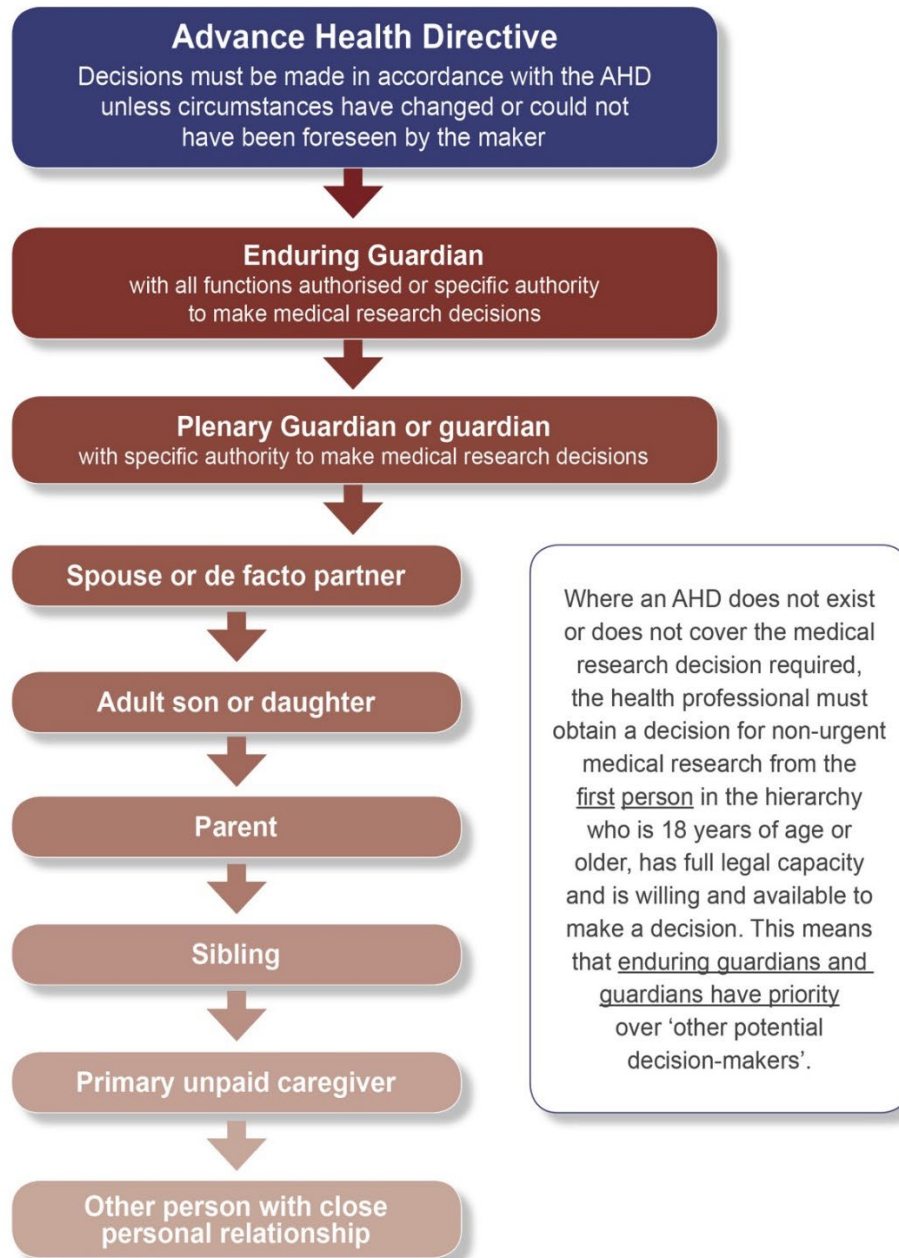 Advance Health Directive
Decisions must be made in accordance with the AHD
unless circumstances have changed or could not
have been foreseen by the maker
Enduring Guardian
with all functions authorised or specific authority
to make medical research decisions
Plenary Guardian or guardian
with specific authority to make medical research decisions
Spouse or de facto partner
Adult son or daughter
Parent
Sibling
Primary unpaid caregiver
Other person with close
personal relationship
Where an AHD does not exist
or does not cover the medical
research decision required,
the health professional must
obtain a decision for non-urgent
medical research from the
first person in the hierarchy
who is 18 years of age or
older, has full legal capacity
and is willing and available to
make a decision. This means
that enduring guardians and
guardians have priority
over ‘other potential
decision-makers’.